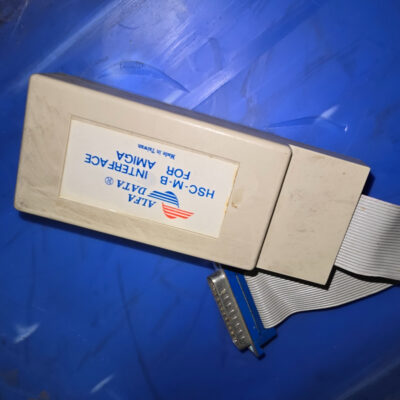 ALFA
DATA ®
HSC-M-B INTERFACE
FOR AMIGA
Made in Taiwan